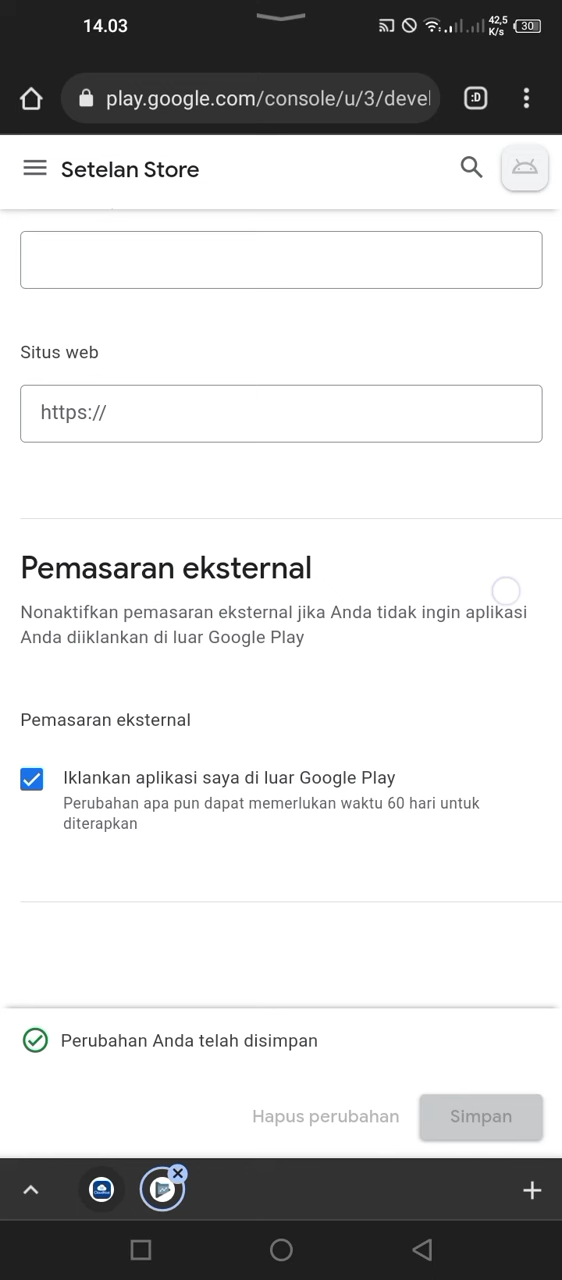 14.03
42,5
K/s
30
play.google.com/console/u/3/devel
:D
Setelan Store
Situs web
https://
Pemasaran eksternal
Nonaktifkan pemasaran eksternal jika Anda tidak ingin aplikasi
Anda diiklankan di luar Google Play
Pemasaran eksternal
Iklankan aplikasi saya di luar Google Play
Perubahan apa pun dapat memerlukan waktu 60 hari untuk
diterapkan
Perubahan Anda telah disimpan
Hapus perubahan
Simpan